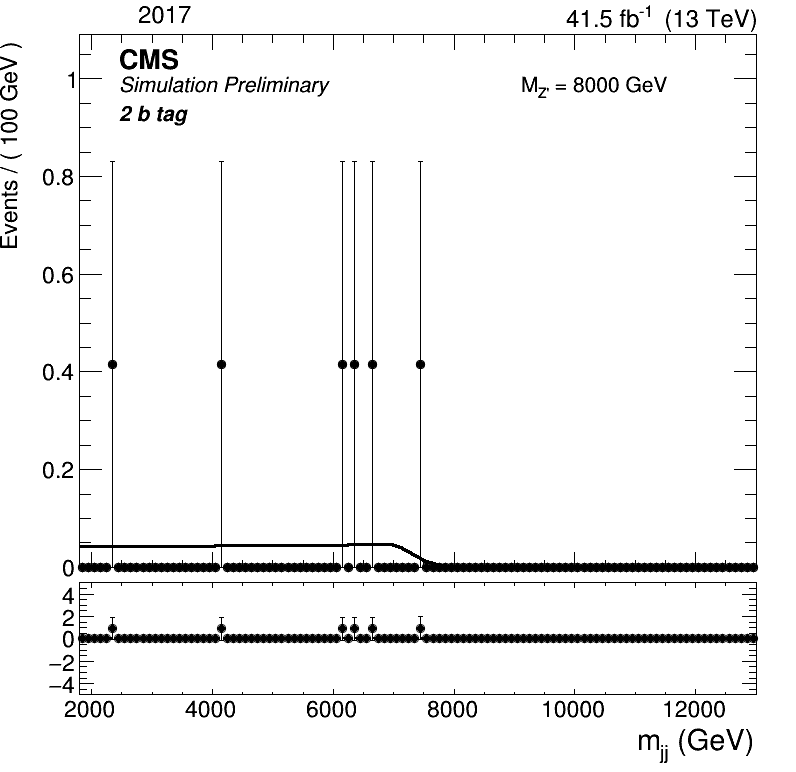 2017
41.5 fb-1 (13 TeV)
CMS
Simulation Preliminary
MZ' = 8000 GeV
2 b tag
Events / ( 100 GeV )
1
0.8
0.6
0.4
0.2
0
4
2
0
−2
−4
2000 4000 6000 8000 10000 12000
mjj (GeV)